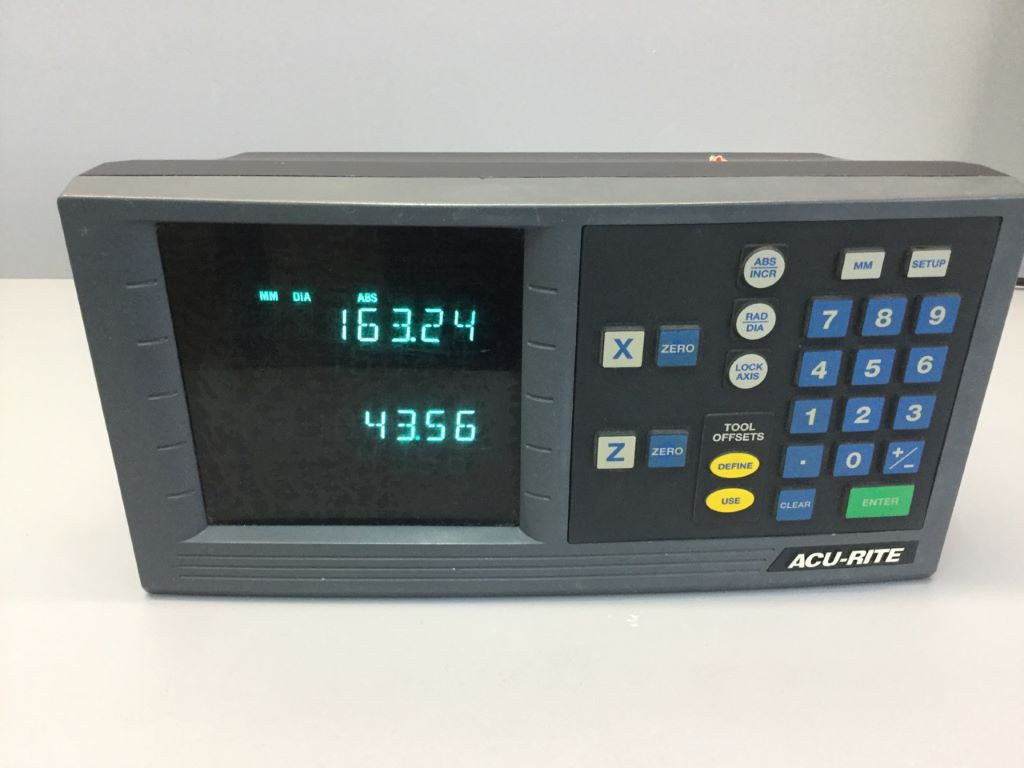 MM DIA ABS
163.24
43.56
ABS
INCR
MM
SETUP
RAD
DIA
7 8 9
X ZERO
LOCK
AXIS
4 5 6
TOOL
OFFSETS
1 2 3
Z ZERO
DEFINE
. 0 +/-
USE
CLEAR
ENTER
ACU-RITE